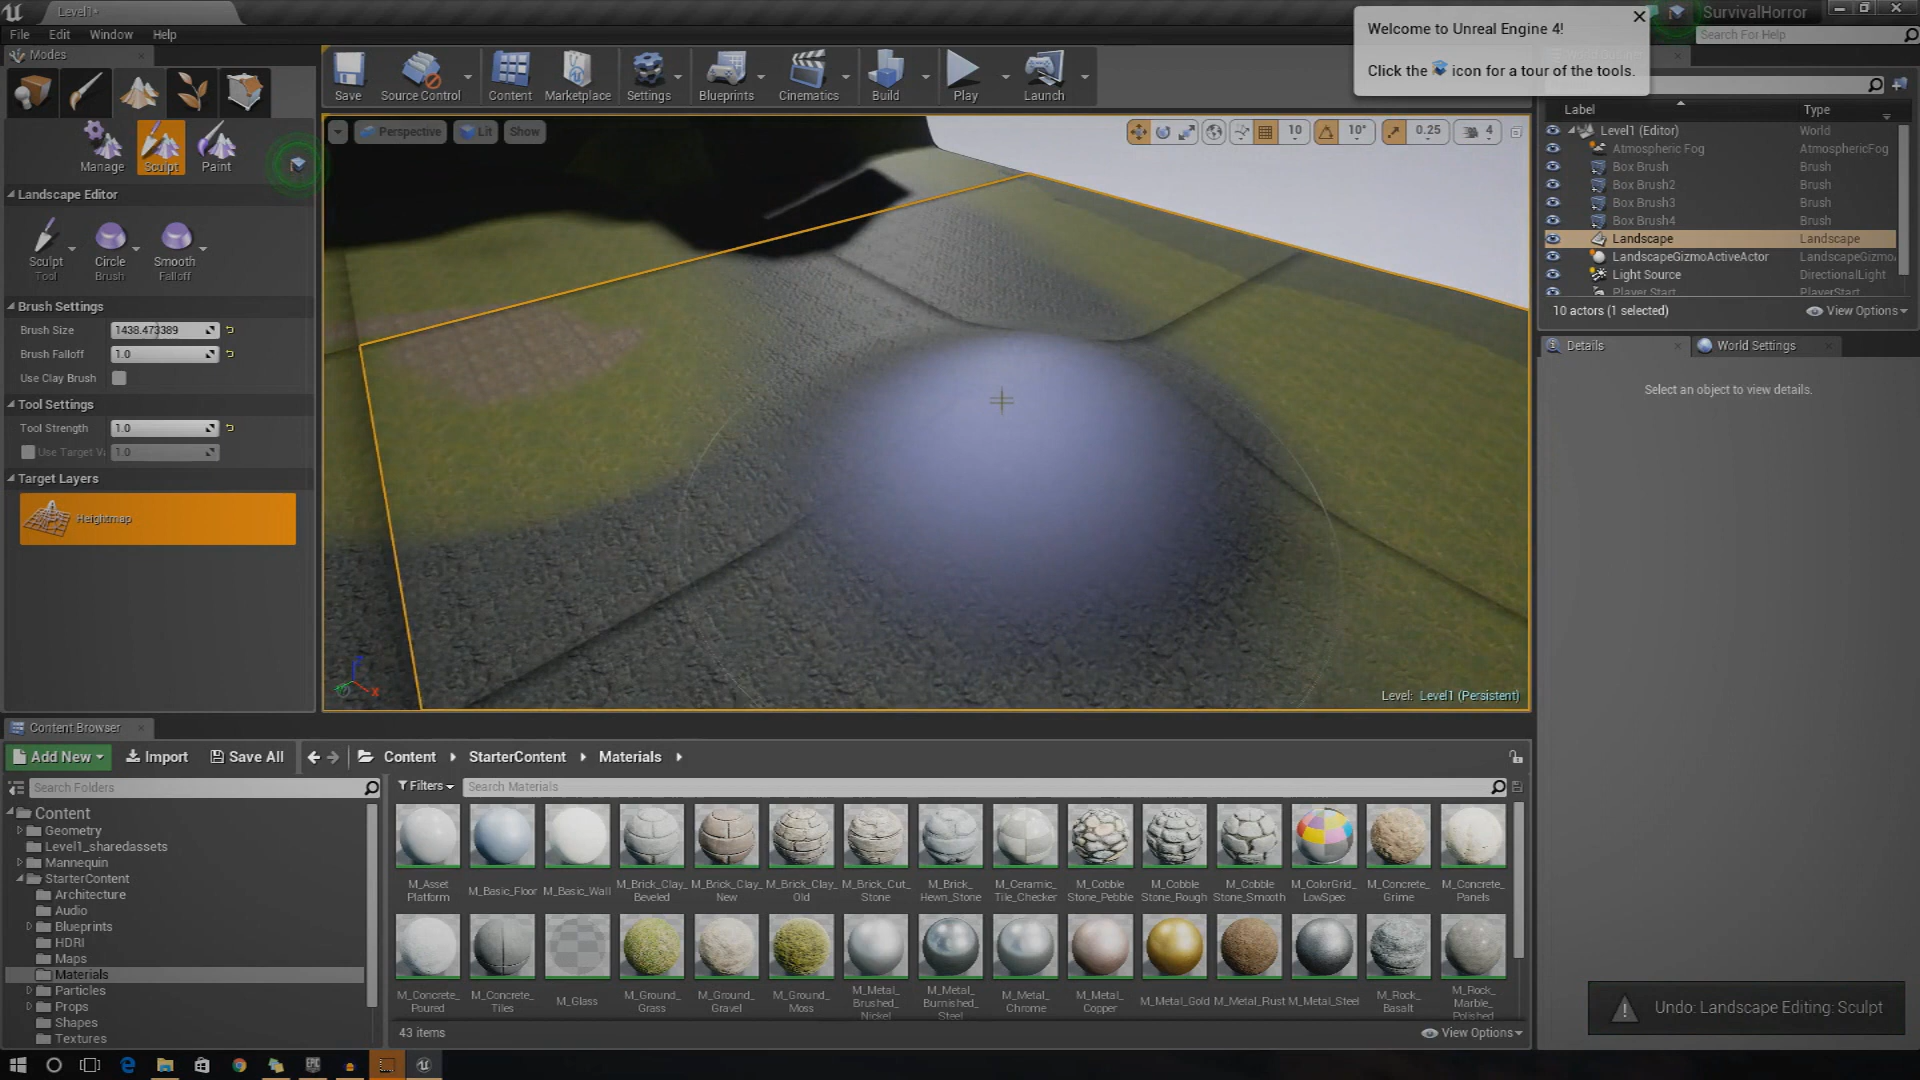 Level1*
SurvivalHorror
File Edit Window Help
Search For Help
Welcome to Unreal Engine 4!
Click the icon for a tour of the tools.
Modes
Save Source Control Content Marketplace Settings Blueprints Cinematics Build Play Launch
Manage Sculpt Paint
Perspective Lit Show
10 10° 0.25 4
Label Type
Level1 (Editor) World
Atmospheric Fog AtmosphericFog
Box Brush Brush
Box Brush2 Brush
Box Brush3 Brush
Box Brush4 Brush
Landscape Landscape
LandscapeGizmoActiveActor LandscapeGizmo
Light Source DirectionalLight
Player Start PlayerStart
10 actors (1 selected) View Options
Landscape Editor
Sculpt Circle Smooth
Tool Brush Falloff
Brush Settings
Brush Size 1438.473389
Brush Falloff 1.0
Use Clay Brush
Tool Settings
Tool Strength 1.0
Use Target V 1.0
Target Layers
Heightmap
Details World Settings
Select an object to view details.
Level: Level1 (Persistent)
Content Browser
Add New Import Save All Content StarterContent Materials
Search Folders
Filters Search Materials
Content
Geometry
Level1_sharedassets
Mannequin
StarterContent
Architecture
Audio
Blueprints
HDRI
Maps
Materials
Particles
Props
Shapes
Textures
M_Asset Platform
M_Basic_Floor
M_Basic_Wall
M_Brick_Clay_Beveled
M_Brick_Clay_New
M_Brick_Clay_Old
M_Brick_Cut_Stone
M_Brick_Hewn_Stone
M_Ceramic_Tile_Checker
M_Cobble Stone_Pebble
M_Cobble Stone_Rough
M_Cobble Stone_Smooth
M_ColorGrid_LowSpec
M_Concrete_Grime
M_Concrete_Panels
M_Concrete_Poured
M_Concrete_Tiles
M_Glass
M_Ground_Grass
M_Ground_Gravel
M_Ground_Moss
M_Metal_Brushed_Nickel
M_Metal_Burnished_Steel
M_Metal_Chrome
M_Metal_Copper
M_Metal_Gold
M_Metal_Rust
M_Metal_Steel
M_Rock_Basalt
M_Rock_Marble_Polished
43 items View Options
Undo: Landscape Editing: Sculpt